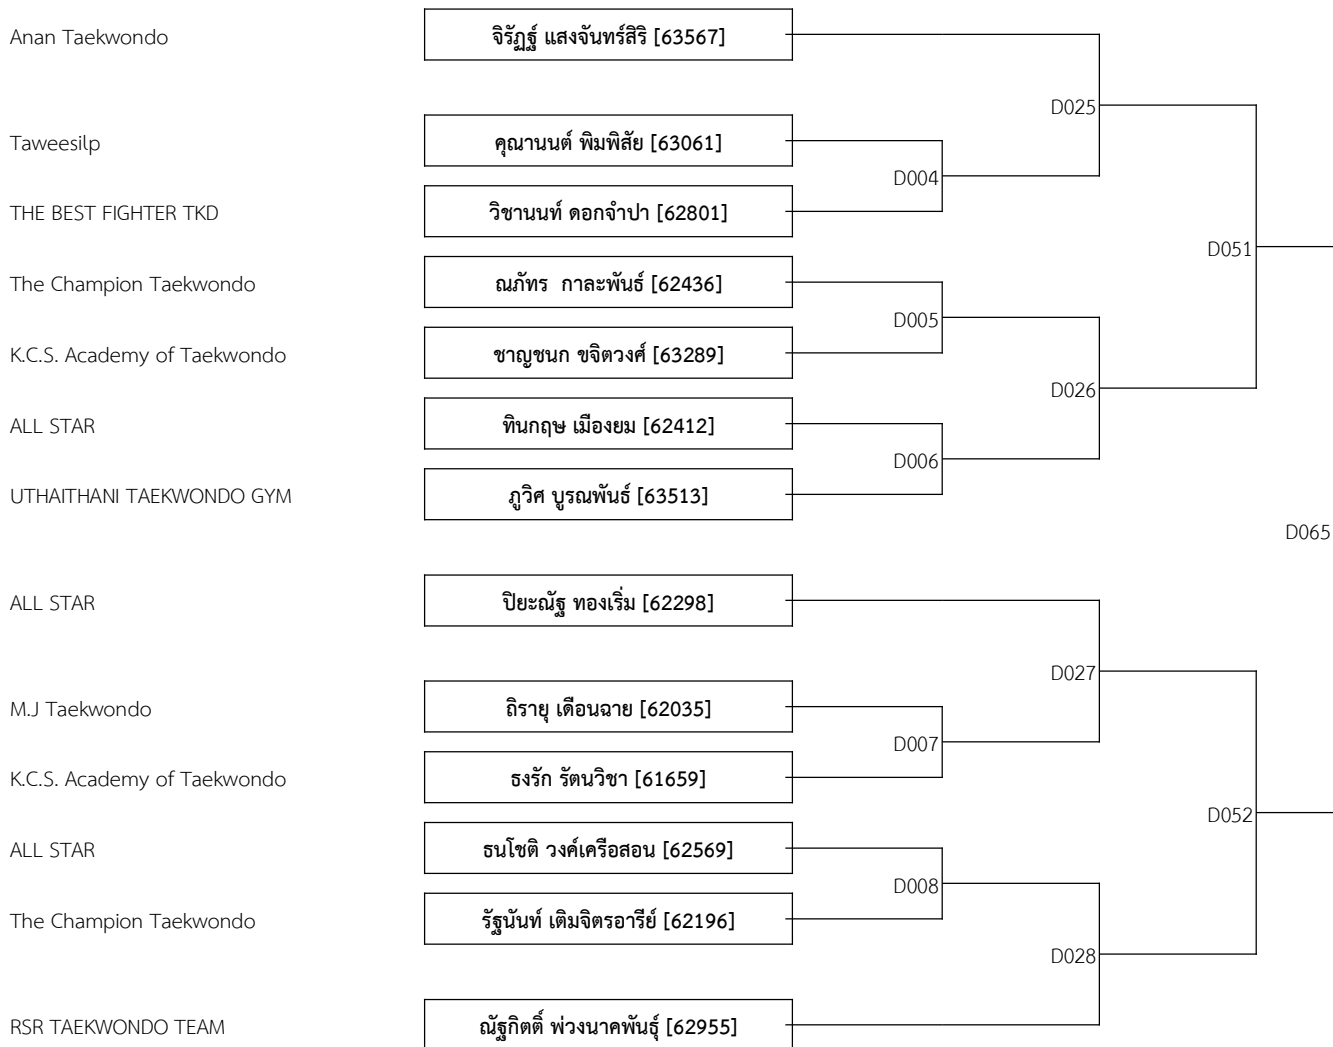 Anan Taekwondo จิรัฏฐ์ แสงจันทร์สิริ [63567]
D025
Taweesilp คุณานนต์ พิมพิสัย [63061]
D004
THE BEST FIGHTER TKD วิชานนท์ ดอกจำปา [62801]
D051
The Champion Taekwondo ณภัทร กาละพันธ์ [62436]
D005
K.C.S. Academy of Taekwondo ชาญชนก ขจิตวงศ์ [63289]
D026
ALL STAR ทินกฤษ เมืองยม [62412]
D006
UTHAITHANI TAEKWONDO GYM ภูวิศ บูรณพันธ์ [63513]
D065
ALL STAR ปิยะณัฐ ทองเริ่ม [62298]
D027
M.J Taekwondo ถิรายุ เดือนฉาย [62035]
D007
K.C.S. Academy of Taekwondo ธงรัก รัตนวิชา [61659]
D052
ALL STAR ธนโชติ วงค์เครือสอน [62569]
D008
The Champion Taekwondo รัฐนันท์ เติมจิตรอารีย์ [62196]
D028
RSR TAEKWONDO TEAM ณัฐกิตติ์ พ่วงนาคพันธุ์ [62955]